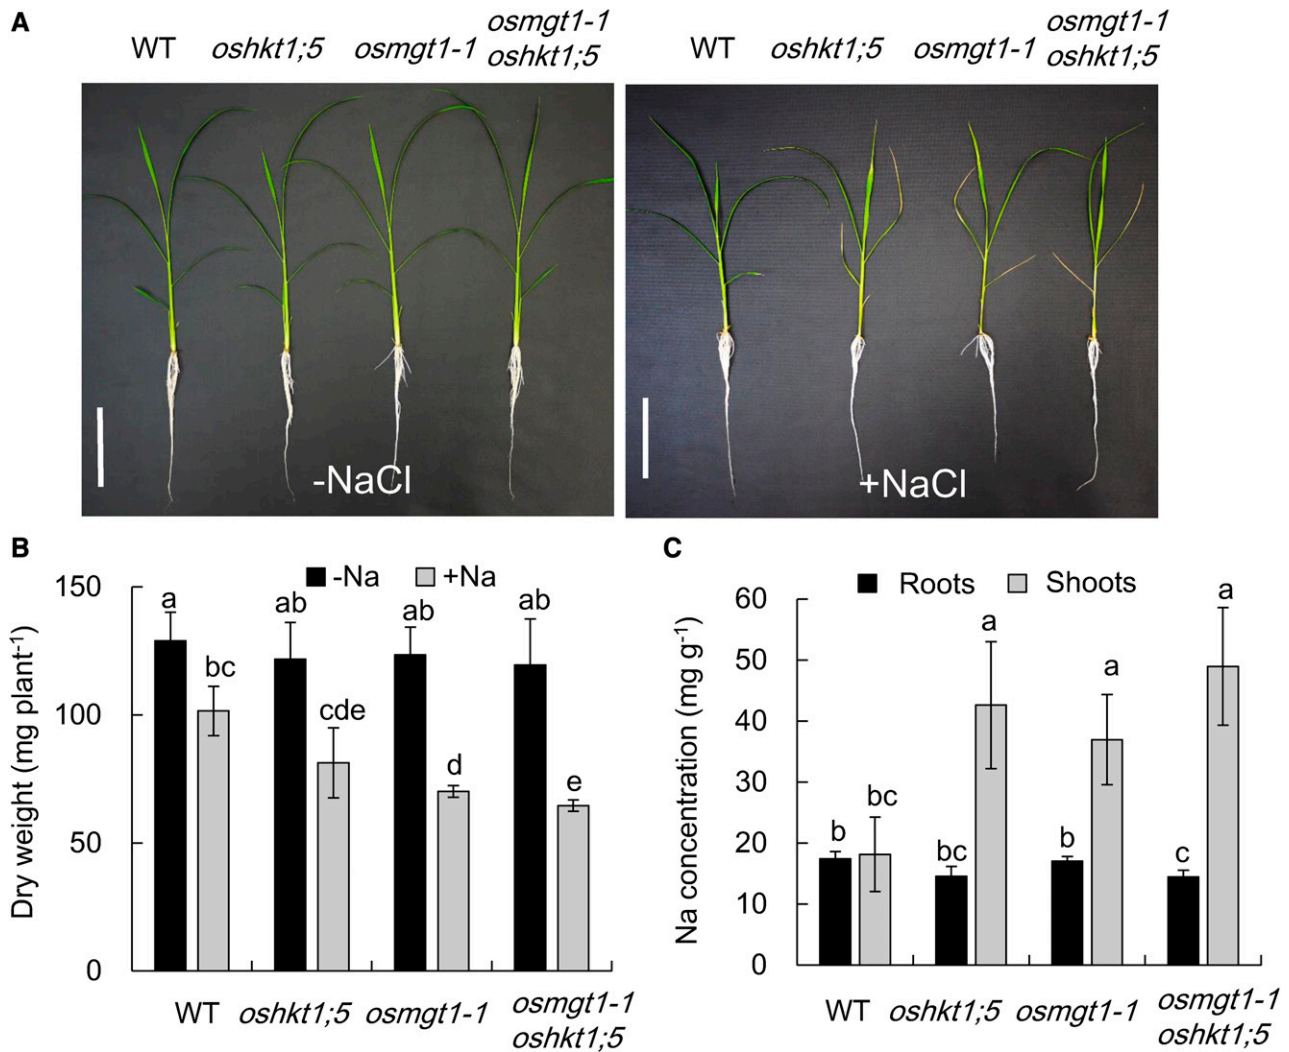 A
WT oshkt1;5 osmgt1-1 osmgt1-1
oshkt1;5
WT oshkt1;5 osmgt1-1 osmgt1-1
oshkt1;5
-NaCl
+NaCl
B
-Na +Na
150
100
50
0
Dry weight (mg plant⁻¹)
a
bc
ab
cde
ab
d
ab
e
WT oshkt1;5 osmgt1-1 osmgt1-1
oshkt1;5
C
Roots Shoots
60
50
40
30
20
10
0
Na concentration (mg g⁻¹)
b
bc
bc
a
b
a
c
a
WT oshkt1;5 osmgt1-1 osmgt1-1
oshkt1;5